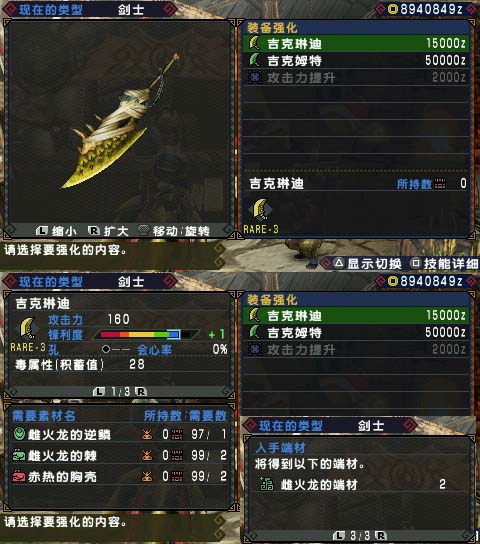 现在的类型 剑士
8940849z
装备强化
吉克琳迪 15000z
吉克姆特 50000z
攻击力提升 2000z
吉克琳迪 所持数 0
RARE-3
L 缩小 R 扩大 移动/旋转
请选择要强化的内容。
△显示切换 □技能详细
现在的类型 剑士
8940849z
吉克琳迪
攻击力 160
锋利度 +1
RARE-3
孔 ●-- 会心率 0%
毒属性(积蓄值) 28
L 1/3 R
装备强化
吉克琳迪 15000z
吉克姆特 50000z
攻击力提升 2000z
需要素材名 所持数/需要数
雌火龙的逆鳞 0 97/ 1
雌火龙的棘 0 99/ 2
赤热的胸壳 0 99/ 2
请选择要强化的内容。
现在的类型 剑士
入手端材
将得到以下的端材。
雌火龙的端材 2
L 3/3 R